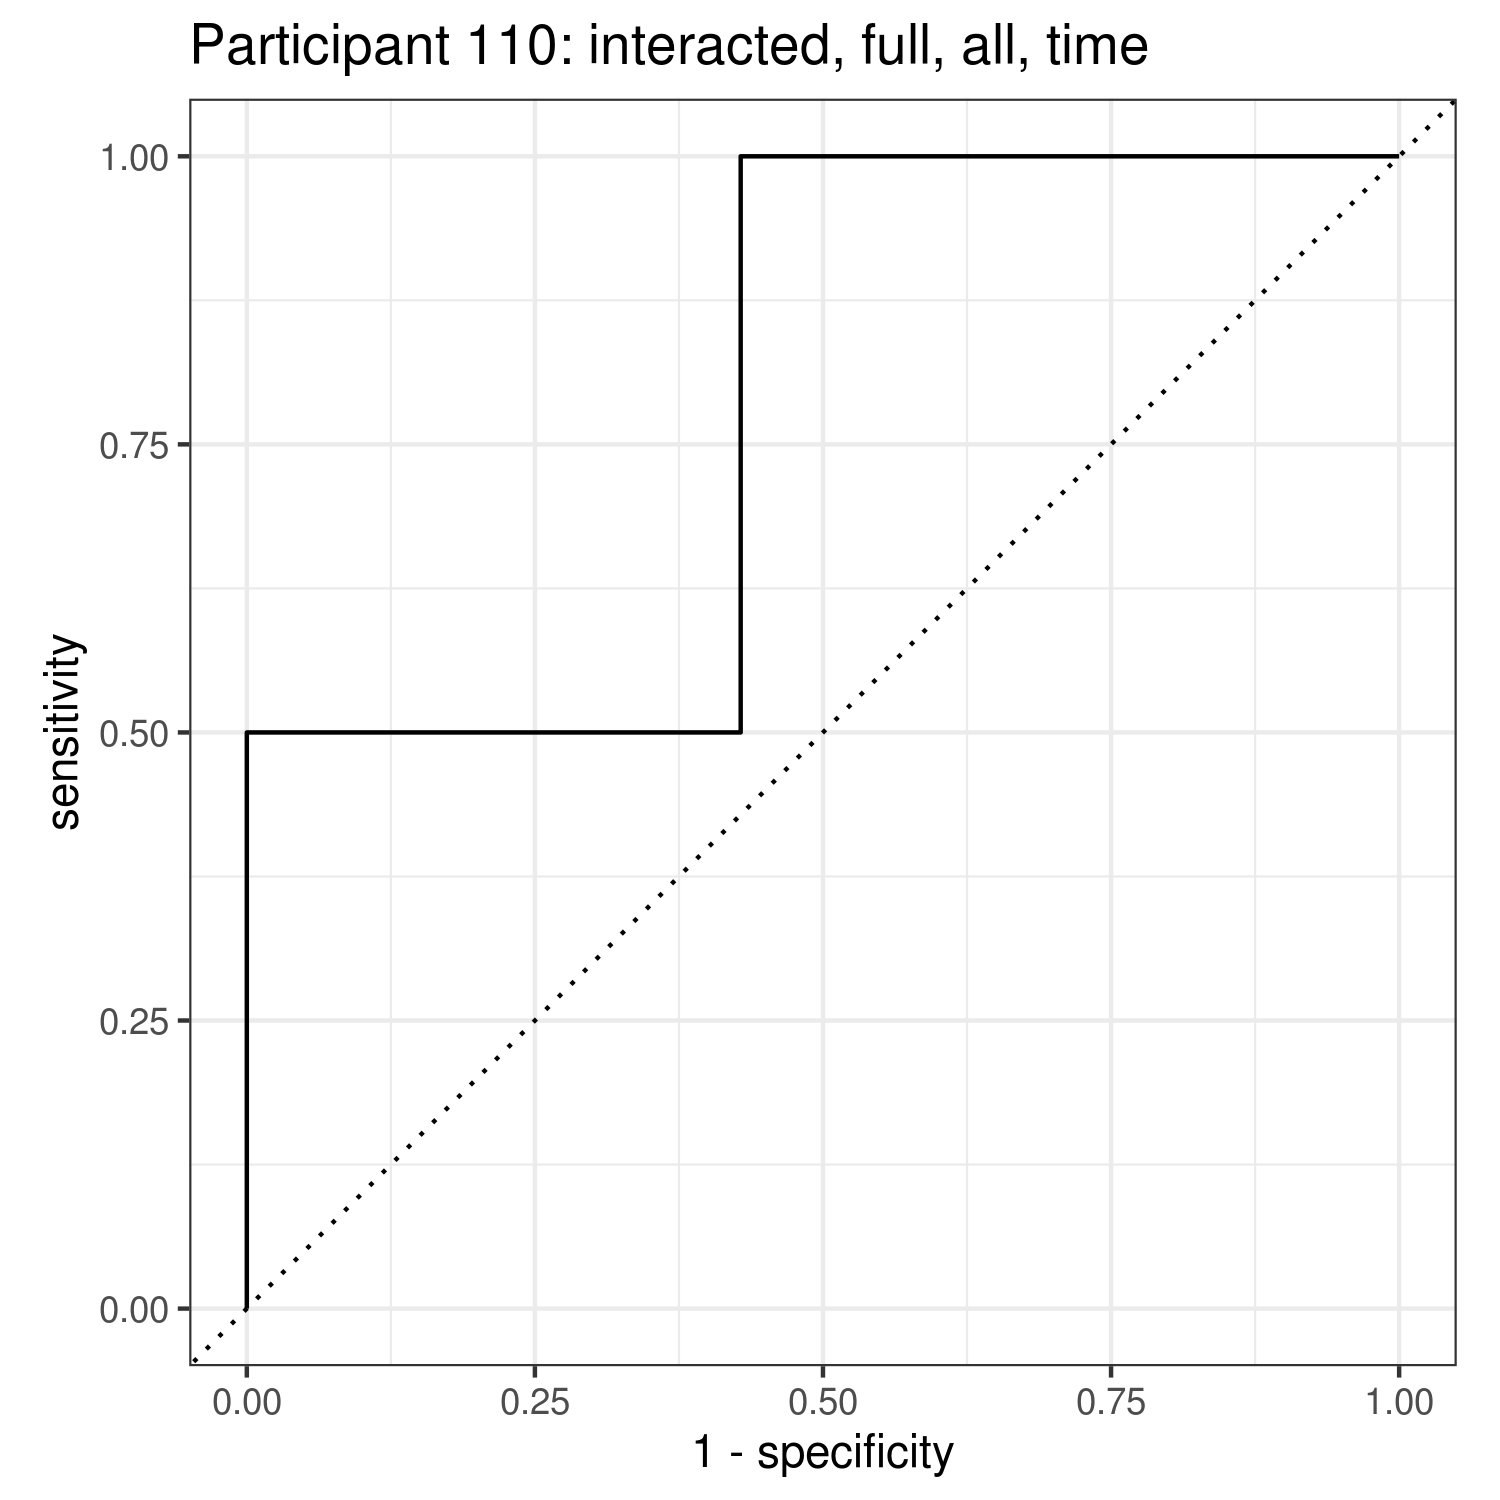 Participant 110: interacted, full, all, time
1.00
0.75
0.50
0.25
0.00
sensitivity
0.00 0.25 0.50 0.75 1.00
1 - specificity